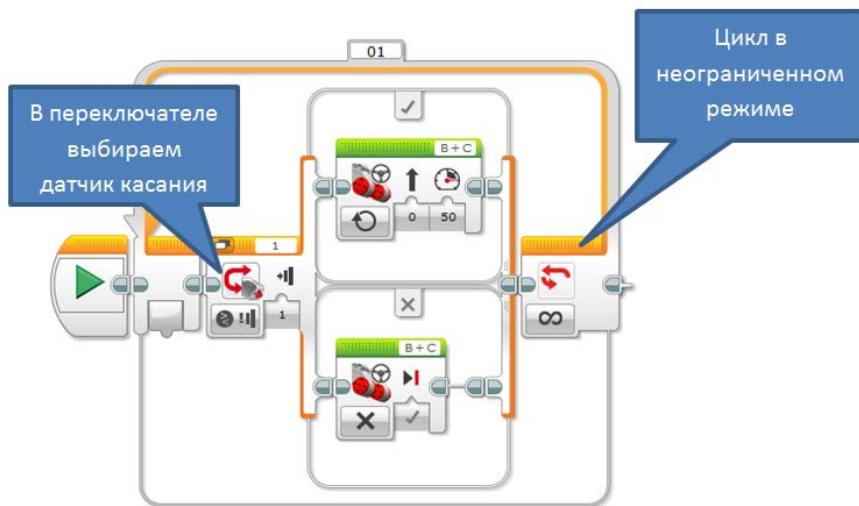 01
Цикл в
неограниченном
режиме
В переключателе
выбираем
датчик касания
B+C
0
50
1
1
B+C
∞